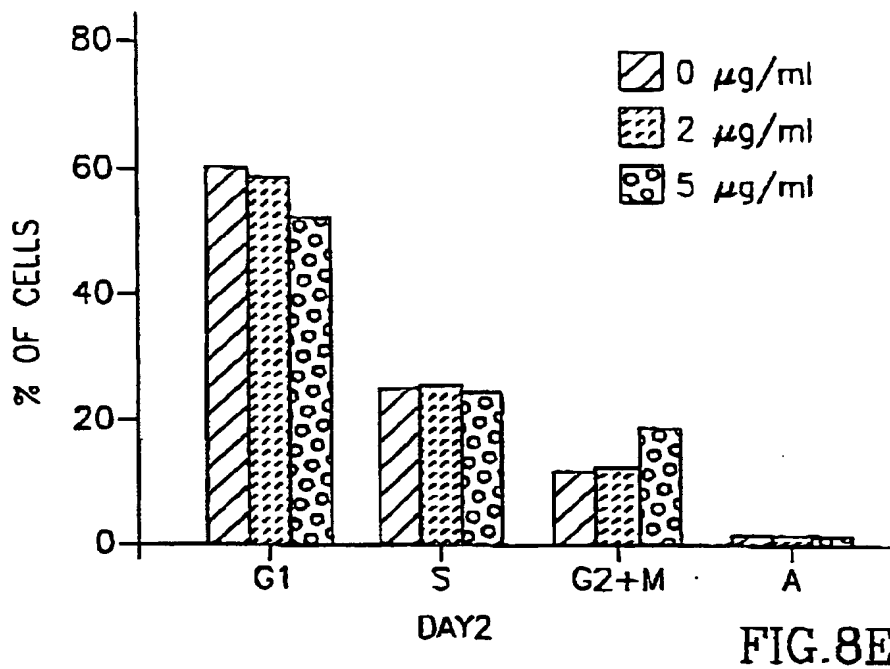 80
60
40
20
0
% OF CELLS
0 µg/ml
2 µg/ml
5 µg/ml
G1 S G2+M A
DAY2
FIG.8E